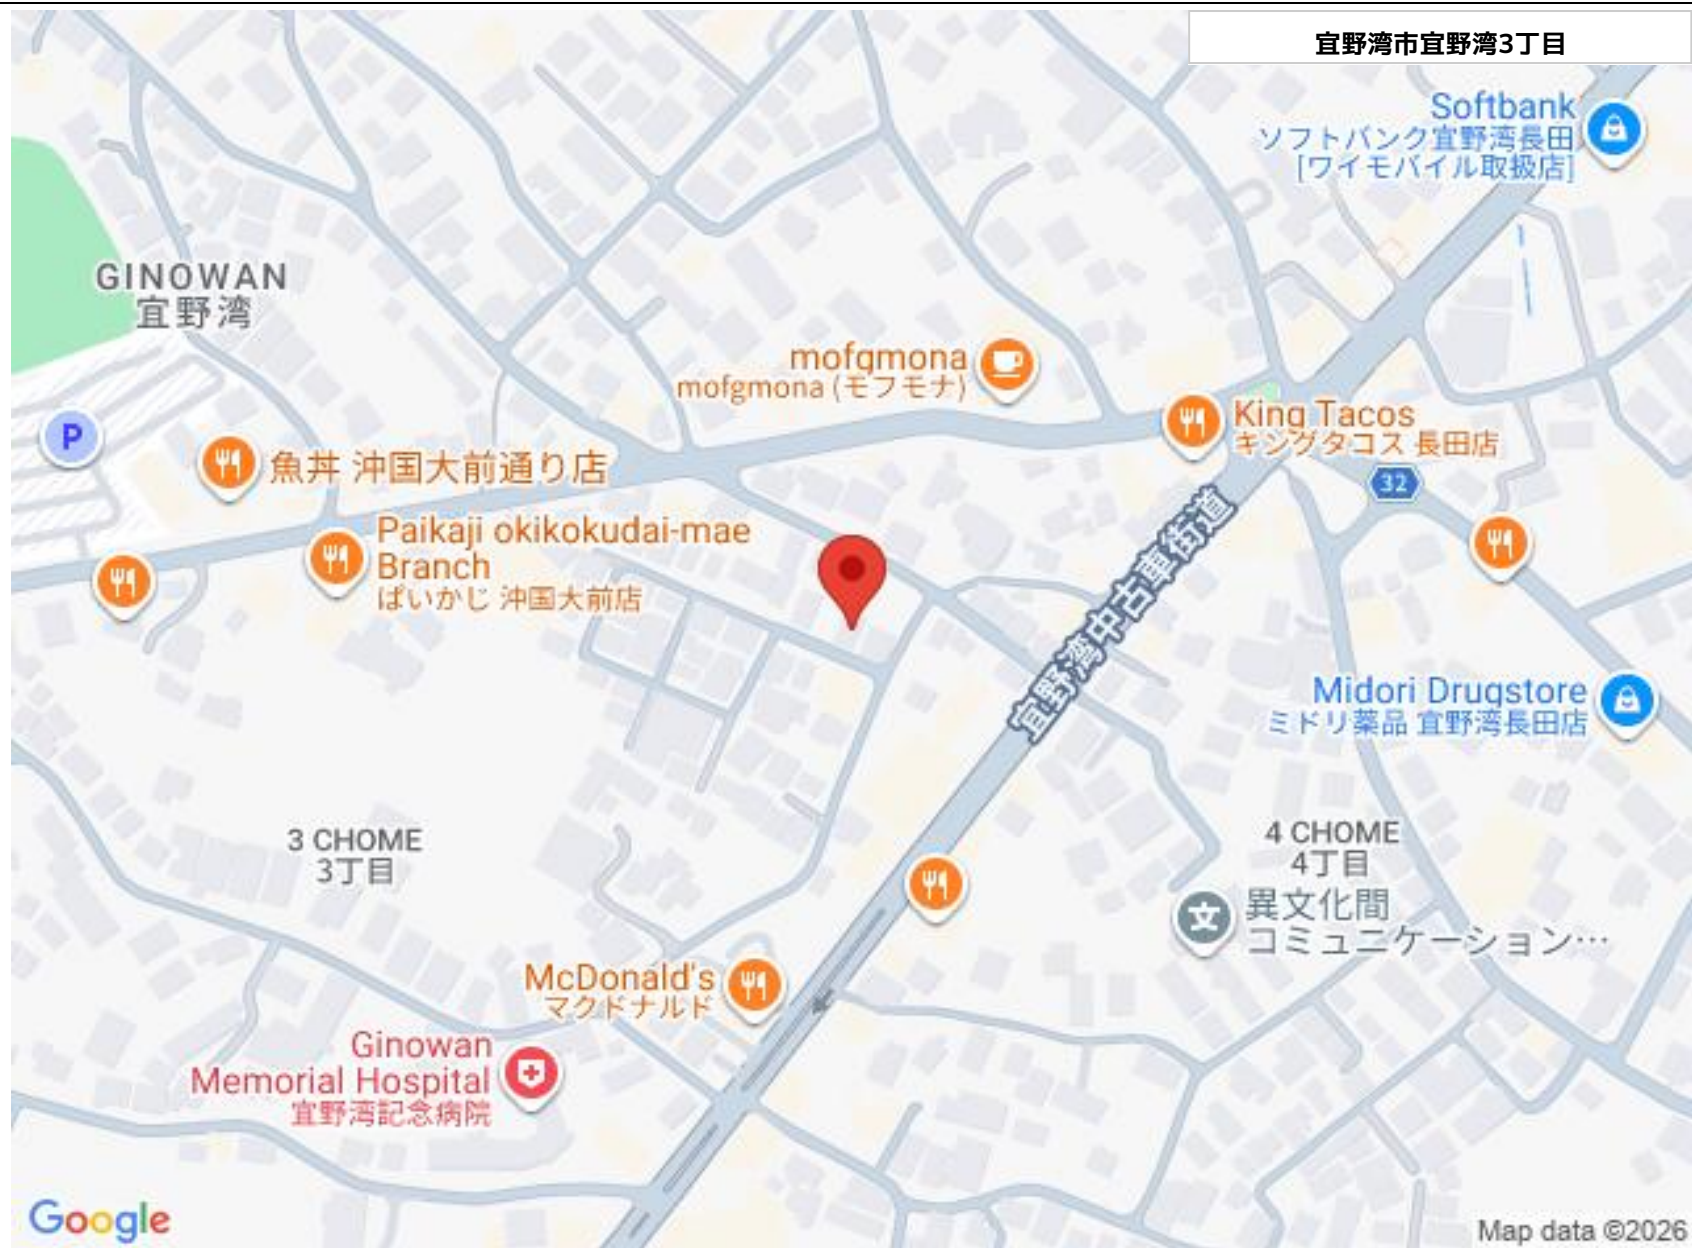 宜野湾市宜野湾3丁目
Softbank
ソフトバンク宜野湾長田
[ワイモバイル取扱店]
GINOWAN
宜野湾
mofgmona
mofgmona (モフモナ)
P
King Tacos
キングタコス 長田店
魚丼 沖国大前通り店
32
宜野湾中古車街道
Paikaji okikokudai-mae
Branch
ぱいかじ 沖国大前店
Midori Drugstore
ミドリ薬品 宜野湾長田店
3 CHOME
3丁目
4 CHOME
4丁目
文
異文化間
コミュニケーション…
McDonald's
マクドナルド
Ginowan
Memorial Hospital
宜野湾記念病院
Google
Map data ©2026